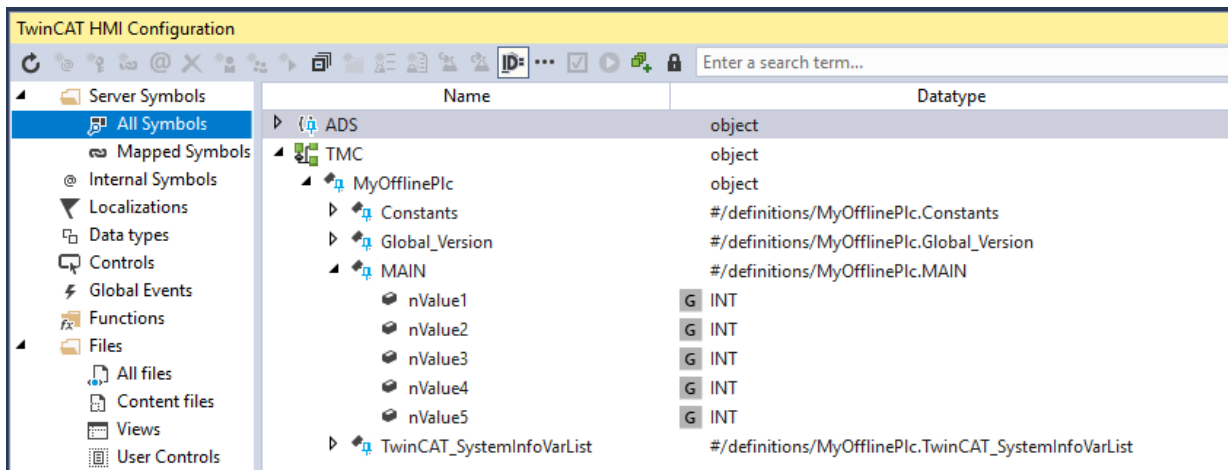 TwinCAT HMI Configuration
@ ID= ... Enter a search term...
Server Symbols
All Symbols
Mapped Symbols
@ Internal Symbols
Localizations
Data types
Controls
Global Events
fx Functions
Files
All files
Content files
Views
User Controls
Name Datatype
ADS object
TMC object
MyOfflinePlc object
Constants #/definitions/MyOfflinePlc.Constants
Global_Version #/definitions/MyOfflinePlc.Global_Version
MAIN #/definitions/MyOfflinePlc.MAIN
nValue1 G INT
nValue2 G INT
nValue3 G INT
nValue4 G INT
nValue5 G INT
TwinCAT_SystemInfoVarList #/definitions/MyOfflinePlc.TwinCAT_SystemInfoVarList